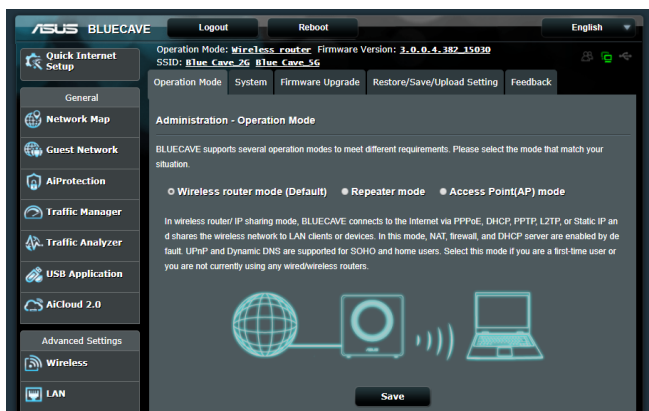 ASUS BLUECAVE Logout Reboot English
Quick Internet Setup
Operation Mode: Wireless router Firmware Version: 3.0.0.4.382_15030
SSID: Blue Cave_2G Blue Cave_5G
Operation Mode System Firmware Upgrade Restore/Save/Upload Setting Feedback
General
Network Map
Guest Network
AiProtection
Traffic Manager
Traffic Analyzer
USB Application
AiCloud 2.0
Advanced Settings
Wireless
LAN
Administration - Operation Mode
BLUECAVE supports several operation modes to meet different requirements. Please select the mode that match your
situation.
Wireless router mode (Default) Repeater mode Access Point(AP) mode
In wireless router/ IP sharing mode, BLUECAVE connects to the Internet via PPPoE, DHCP, PPTP, L2TP, or Static IP an
d shares the wireless network to LAN clients or devices. In this mode, NAT, firewall, and DHCP server are enabled by de
fault. UPnP and Dynamic DNS are supported for SOHO and home users. Select this mode if you are a first-time user or
you are not currently using any wired/wireless routers.
Save